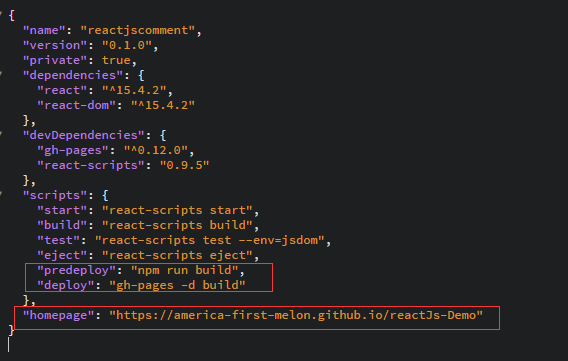 {
"name": "reactjscomment",
"version": "0.1.0",
"private": true,
"dependencies": {
"react": "^15.4.2",
"react-dom": "^15.4.2"
},
"devDependencies": {
"gh-pages": "^0.12.0",
"react-scripts": "0.9.5"
},
"scripts": {
"start": "react-scripts start",
"build": "react-scripts build",
"test": "react-scripts test --env=jsdom",
"eject": "react-scripts eject",
"predeploy": "npm run build",
"deploy": "gh-pages -d build"
},
"homepage": "https://america-first-melon.github.io/reactJs-Demo"
}